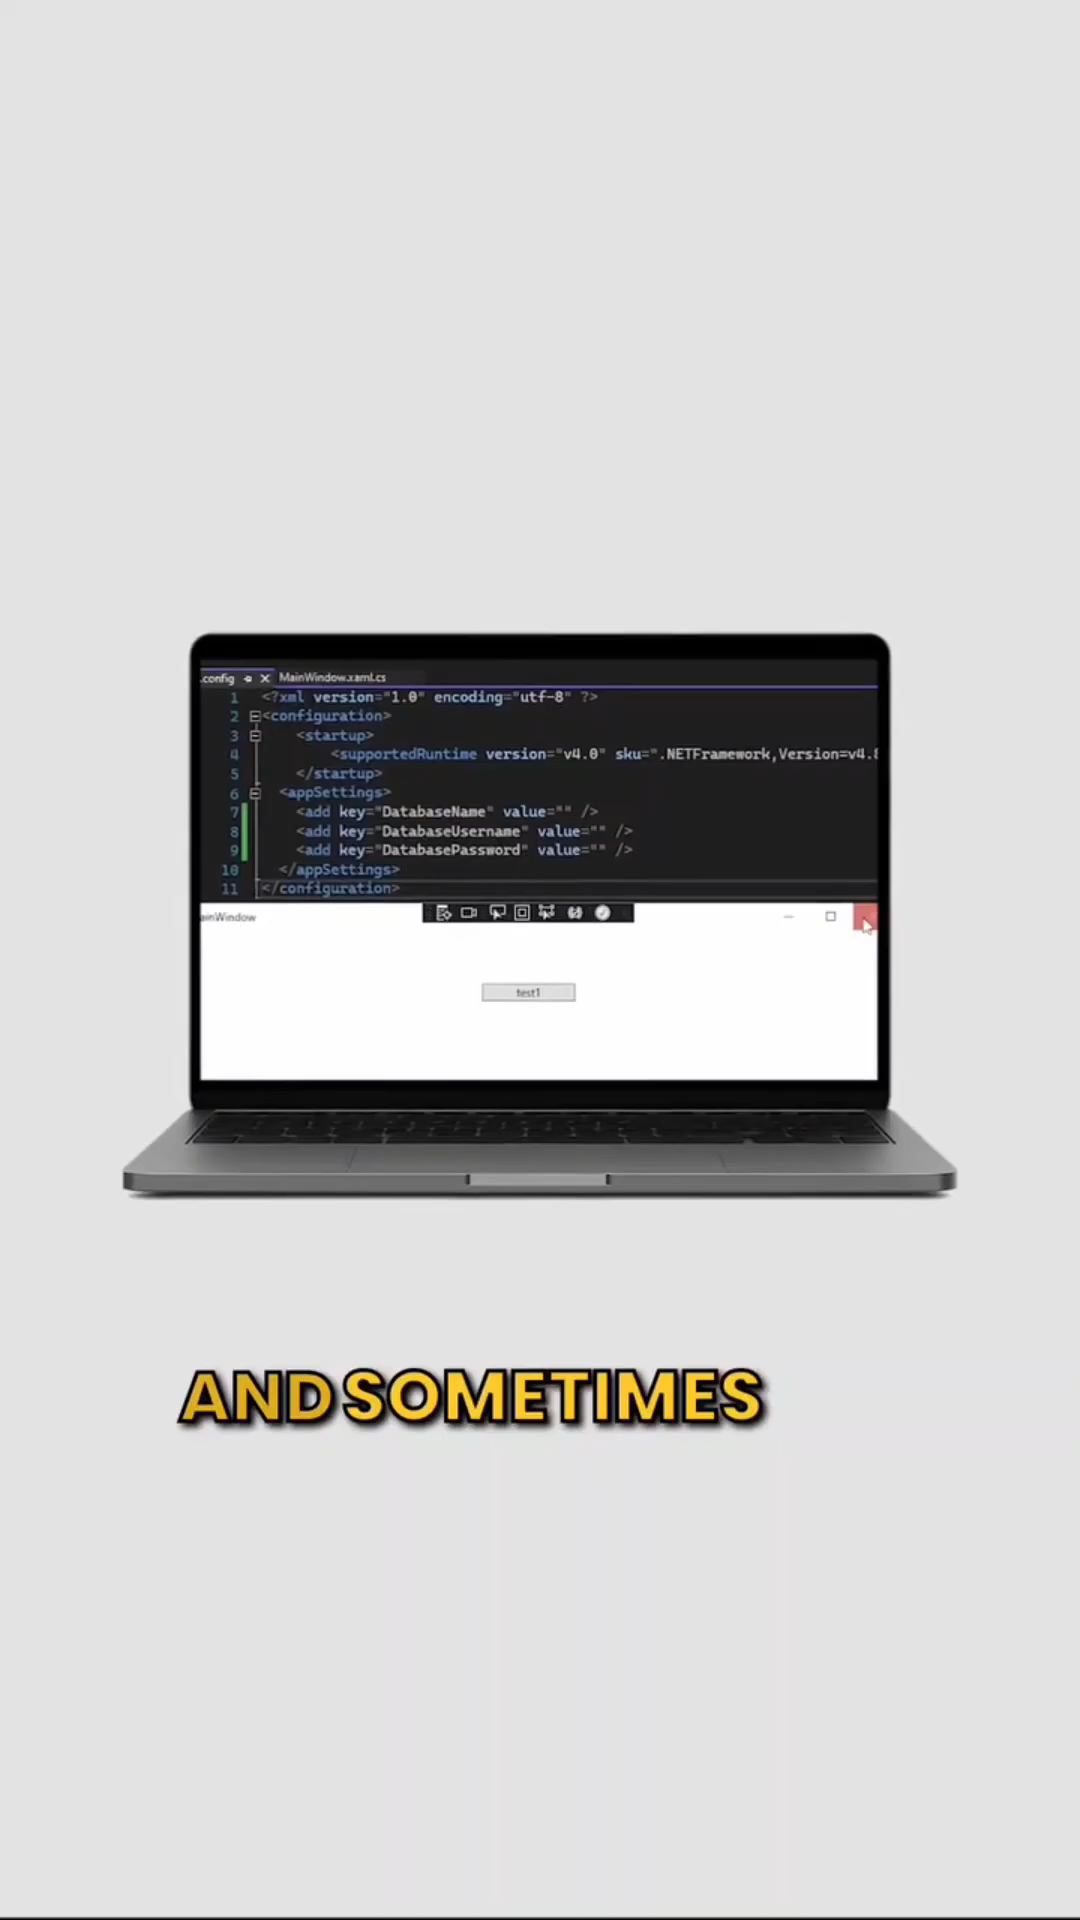 .config MainWindow.xaml.cs
1 <?xml version="1.0" encoding="utf-8" ?>
2 <configuration>
3 <startup>
4 <supportedRuntime version="v4.0" sku=".NETFramework,Version=v4.8
5 </startup>
6 <appSettings>
7 <add key="DatabaseName" value="" />
8 <add key="DatabaseUsername" value="" />
9 <add key="DatabasePassword" value="" />
10 </appSettings>
11 </configuration>
ainWindow
test1
AND SOMETIMES